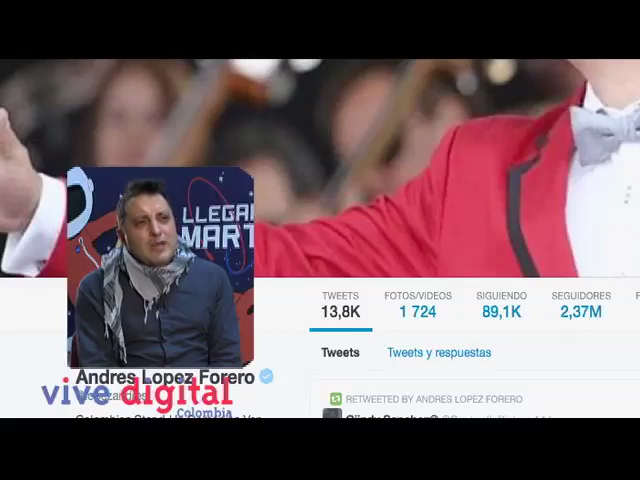 LLEGAN
MART
TWEETS FOTOS/VIDEOS SIGUIENDO SEGUIDORES
13,8K 1 724 89,1K 2,37M
Tweets Tweets y respuestas
Andres Lopez Forero
vive digital
Colombia
RETWEETED BY ANDRES LOPEZ FORERO